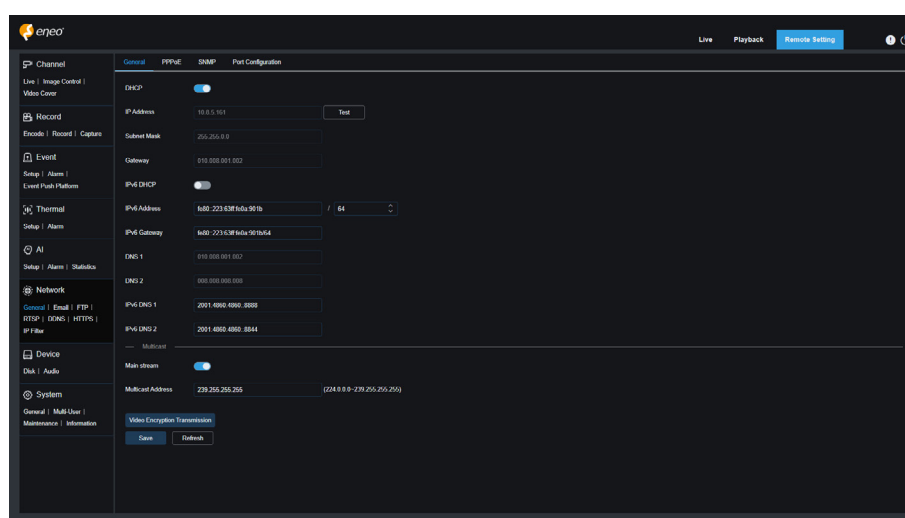 eneo
Live Playback Remote Setting
Channel
Live | Image Control |
Video Cover
Record
Encode | Record | Capture
Event
Setup | Alarm |
Event Push Platform
Thermal
Setup | Alarm
AI
Setup | Alarm | Statistics
Network
General | Email | FTP |
RTSP | DDNS | HTTPS |
IP Filter
Device
Disk | Audio
System
General | Multi-User |
Maintenance | Information
General PPPoE SNMP Port Configuration
DHCP
IP Address 10.0.5.161 Test
Subnet Mask 255.255.0.0
Gateway 010.000.001.002
IPv6 DHCP
IPv6 Address fe80::223:63ff:fe0a:901b / 64
IPv6 Gateway fe80::223:63ff:fe0a:901b/64
DNS 1 010.000.001.002
DNS 2 000.000.000.000
IPv6 DNS 1 2001:4860:4860::8888
IPv6 DNS 2 2001:4860:4860::8844
Multicast
Main stream
Multicast Address 239.255.255.255 (224.0.0.0~239.255.255.255)
Video Encryption Transmission
Save Refresh